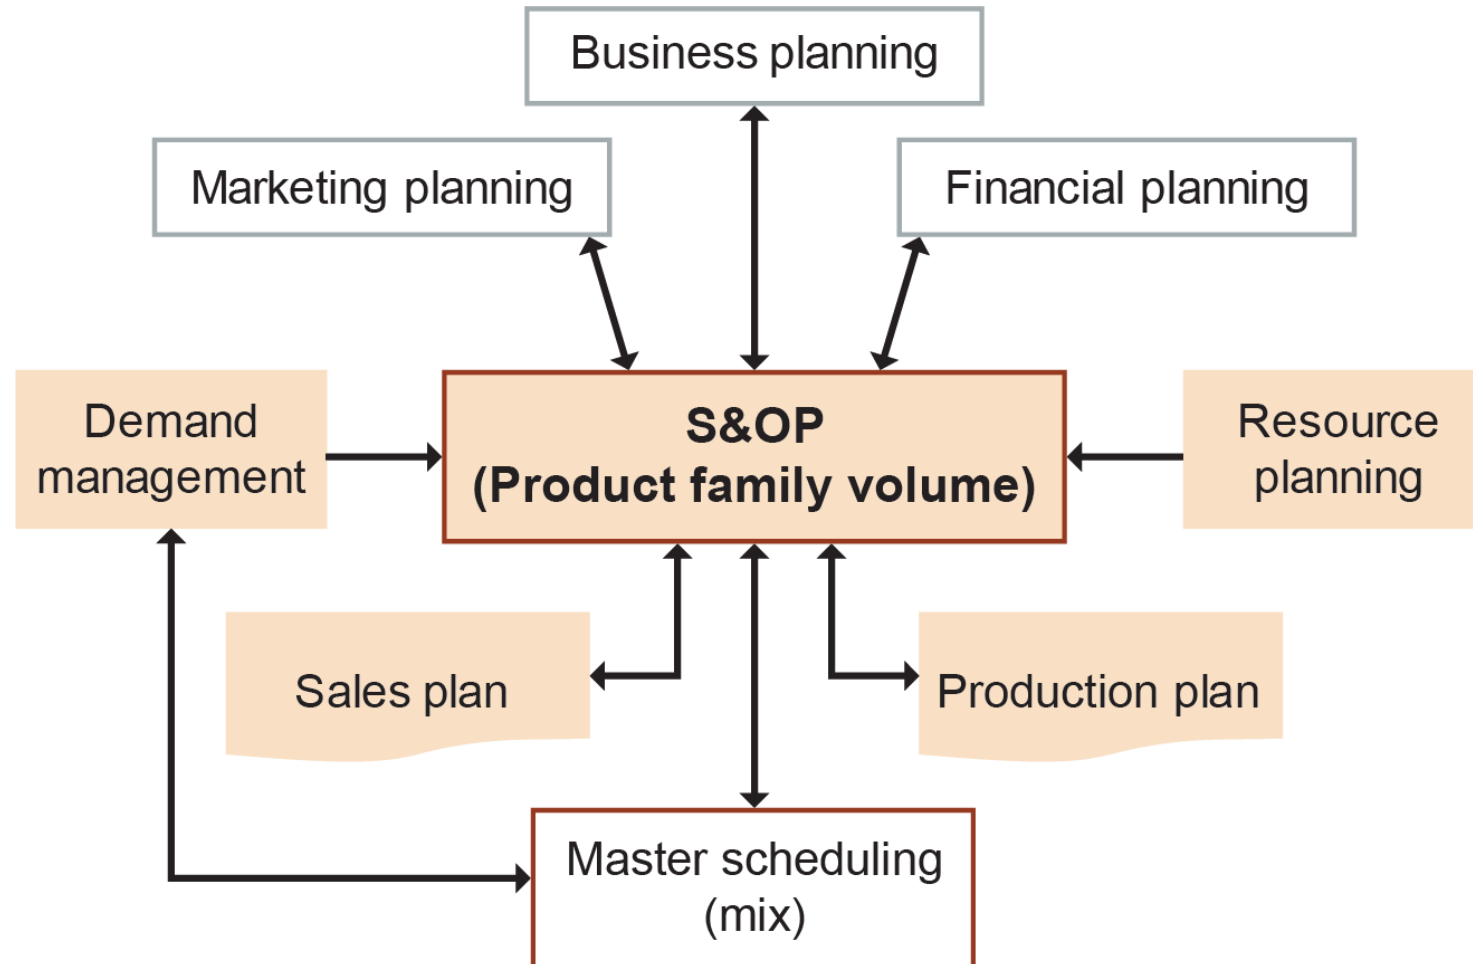 Business planning
Marketing planning
Financial planning
Demand
management
S&OP
(Product family volume)
Resource
planning
Sales plan
Production plan
Master scheduling
(mix)